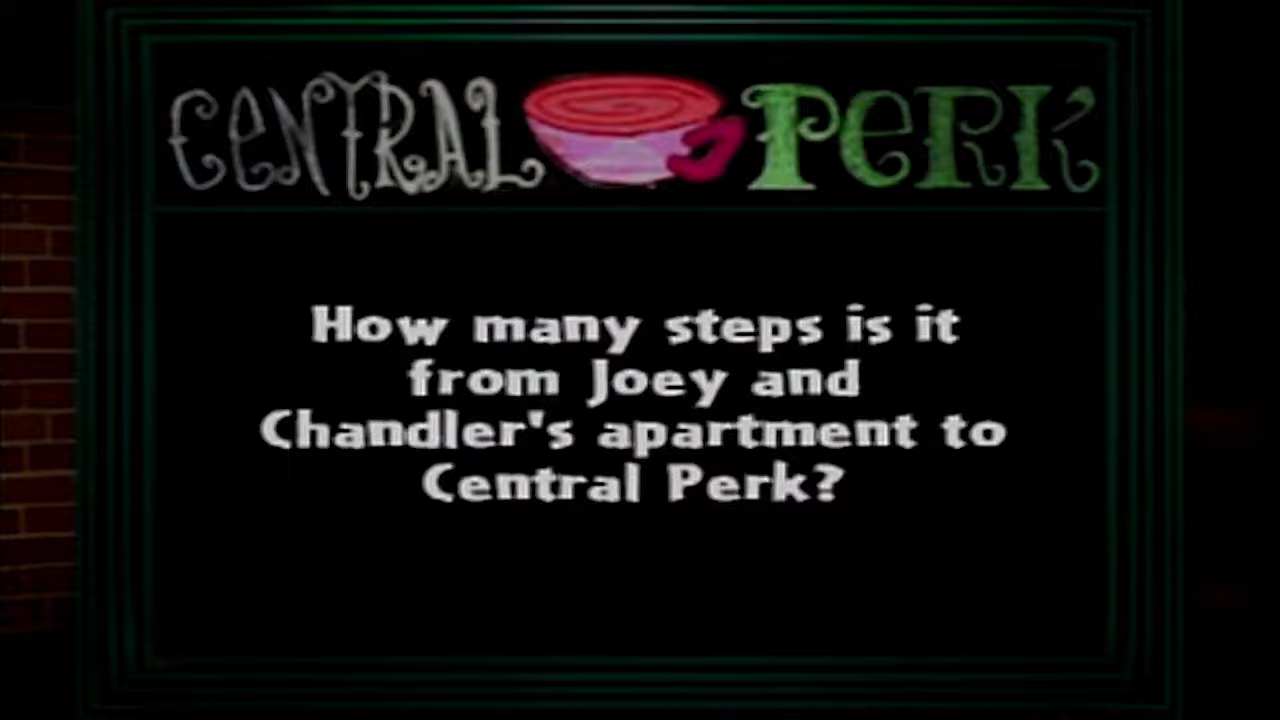 CENTRAL PERK
How many steps is it
from Joey and
Chandler's apartment to
Central Perk?